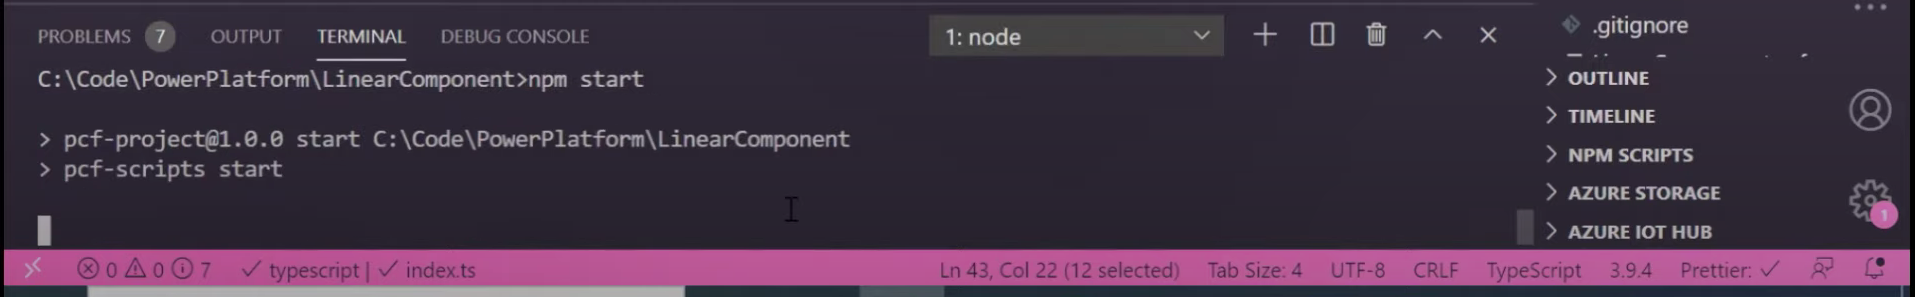 PROBLEMS 7 OUTPUT TERMINAL DEBUG CONSOLE 1: node
C:\Code\PowerPlatform\LinearComponent>npm start
> pcf-project@1.0.0 start C:\Code\PowerPlatform\LinearComponent
> pcf-scripts start
.gitignore
OUTLINE
TIMELINE
NPM SCRIPTS
AZURE STORAGE
AZURE IOT HUB
1
0 0 7 typescript | index.ts Ln 43, Col 22 (12 selected) Tab Size: 4 UTF-8 CRLF TypeScript 3.9.4 Prettier: